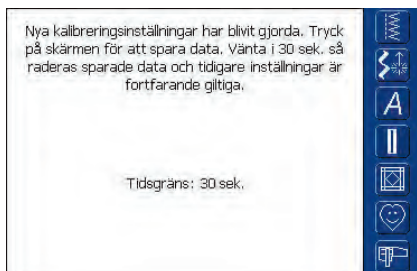 Nya kalibreringsinställningar har blivit gjorda. Tryck
på skärmen för att spara data. Vänta i 30 sek. så
raderas sparade data och tidigare inställningar är
fortfarande giltiga.
Tidsgräns: 30 sek.
A